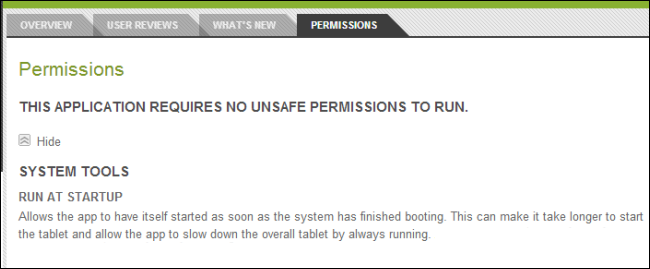 OVERVIEW USER REVIEWS WHAT'S NEW PERMISSIONS
Permissions
THIS APPLICATION REQUIRES NO UNSAFE PERMISSIONS TO RUN.
Hide
SYSTEM TOOLS
RUN AT STARTUP
Allows the app to have itself started as soon as the system has finished booting. This can make it take longer to start
the tablet and allow the app to slow down the overall tablet by always running.